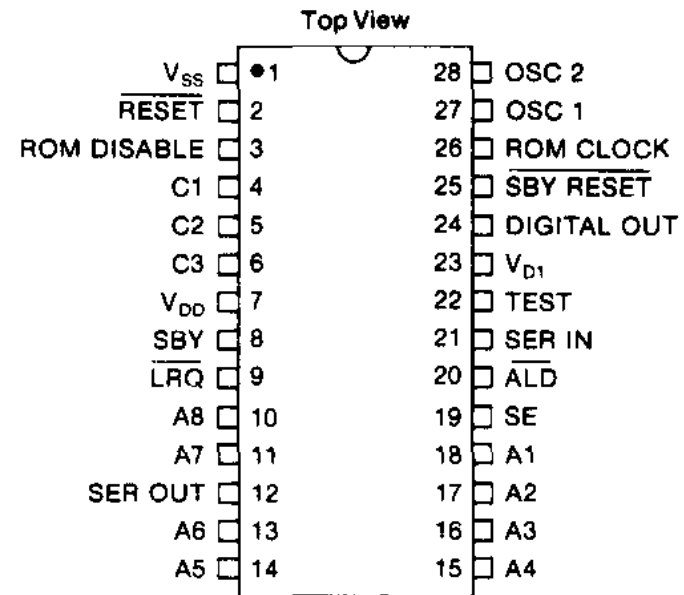 Top View
V_SS 1 28 OSC 2
RESET 2 27 OSC 1
ROM DISABLE 3 26 ROM CLOCK
C1 4 25 SBY RESET
C2 5 24 DIGITAL OUT
C3 6 23 V_D1
V_DD 7 22 TEST
SBY 8 21 SER IN
LRQ 9 20 ALD
A8 10 19 SE
A7 11 18 A1
SER OUT 12 17 A2
A6 13 16 A3
A5 14 15 A4